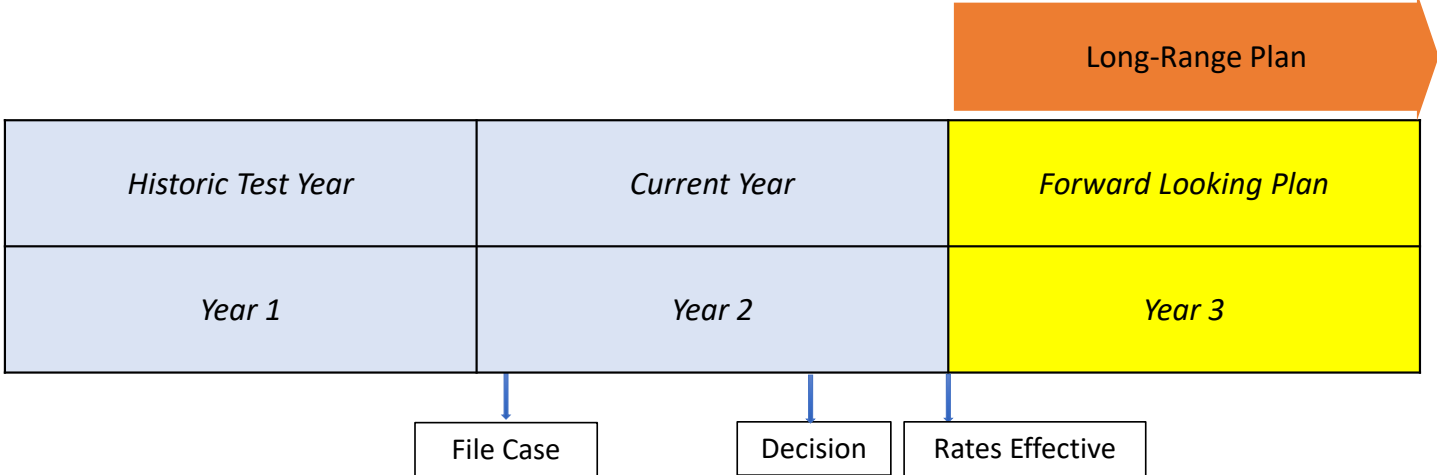 Long-Range Plan
Historic Test Year
Current Year
Forward Looking Plan
Year 1
Year 2
Year 3
File Case
Decision
Rates Effective